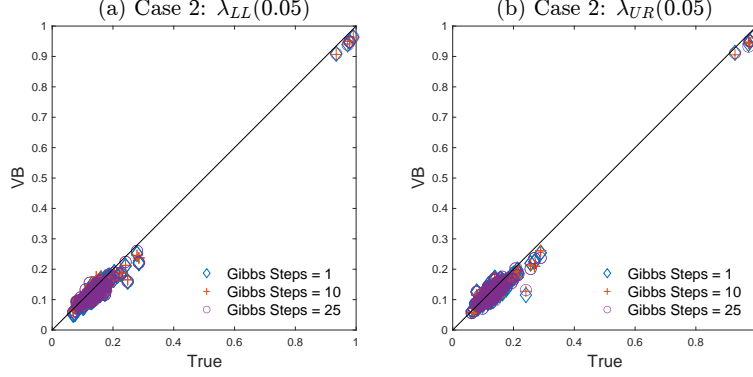 (a) Case 2: λ_{LL}(0.05)
1
0.9
0.8
0.7
0.6
0.5
0.4
0.3
0.2
0.1
0
VB
0 0.2 0.4 0.6 0.8 1
True
Gibbs Steps = 1
Gibbs Steps = 10
Gibbs Steps = 25
(b) Case 2: λ_{UR}(0.05)
1
0.9
0.8
0.7
0.6
0.5
0.4
0.3
0.2
0.1
0
VB
0 0.2 0.4 0.6 0.8
True
Gibbs Steps = 1
Gibbs Steps = 10
Gibbs Steps = 25